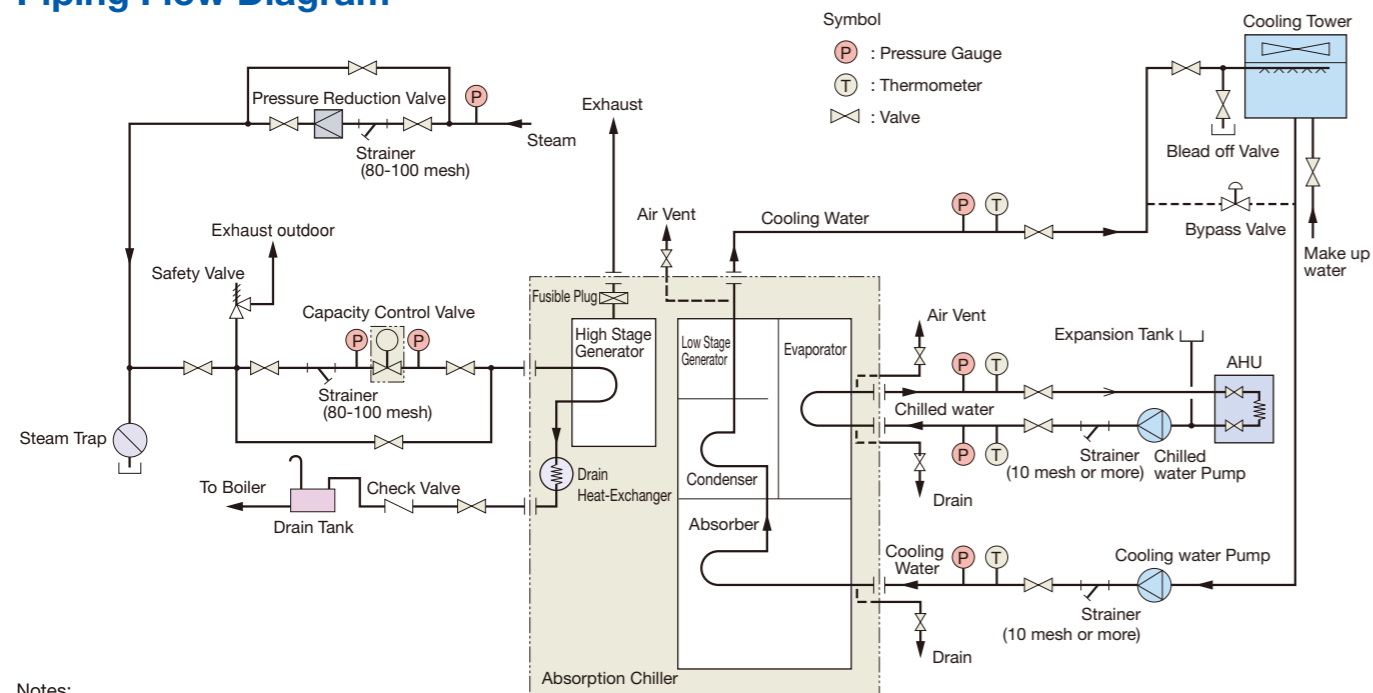 Piping Flow Diagram
Symbol
P : Pressure Gauge
T : Thermometer
: Valve
Cooling Tower
Pressure Reduction Valve
P
Steam
Strainer
(80-100 mesh)
Exhaust
Blead off Valve
Bypass Valve
Make up
water
Air Vent
Cooling Water
P
T
Exhaust outdoor
Safety Valve
Capacity Control Valve
P
P
Strainer
(80-100 mesh)
Steam Trap
To Boiler
Drain Tank
Check Valve
Fusible Plug
High Stage
Generator
Drain
Heat-Exchanger
Low Stage
Generator
Evaporator
Condenser
Absorber
Absorption Chiller
Air Vent
P
T
Chilled water
P
T
Drain
Expansion Tank
AHU
Strainer
(10 mesh or more)
Chilled
water Pump
Cooling
Water
P
T
Cooling water Pump
Strainer
(10 mesh or more)
Drain
Notes: